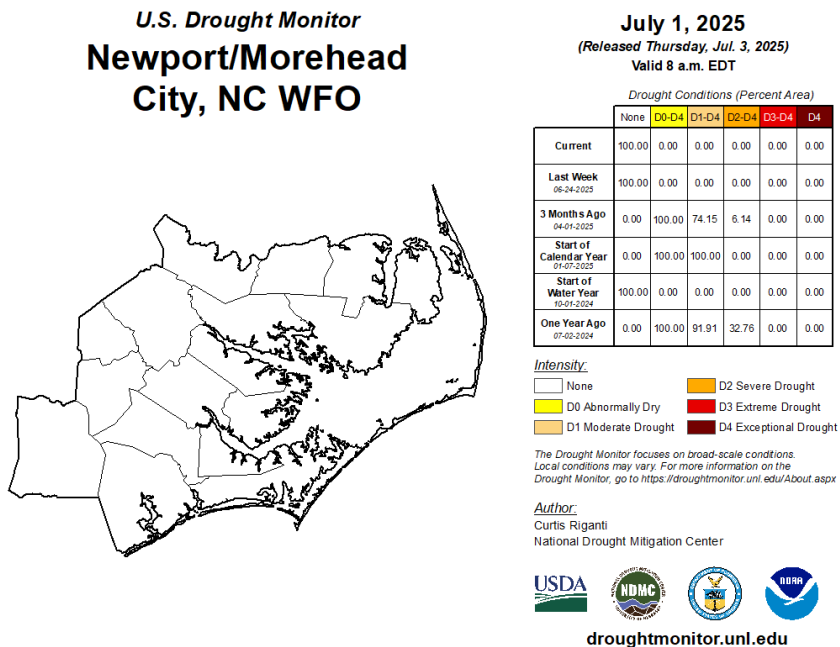 U.S. Drought Monitor
Newport/Morehead
City, NC WFO
July 1, 2025
(Released Thursday, Jul. 3, 2025)
Valid 8 a.m. EDT
Drought Conditions (Percent Area)
None D0-D4 D1-D4 D2-D4 D3-D4 D4
Current 100.00 0.00 0.00 0.00 0.00 0.00
Last Week
06-24-2025 100.00 0.00 0.00 0.00 0.00 0.00
3 Months Ago
04-01-2025 0.00 100.00 74.15 6.14 0.00 0.00
Start of
Calendar Year
01-07-2025 0.00 100.00 100.00 0.00 0.00 0.00
Start of
Water Year
10-01-2024 100.00 0.00 0.00 0.00 0.00 0.00
One Year Ago
07-02-2024 0.00 100.00 91.91 32.76 0.00 0.00
Intensity:
None
D0 Abnormally Dry
D1 Moderate Drought
D2 Severe Drought
D3 Extreme Drought
D4 Exceptional Drought
The Drought Monitor focuses on broad-scale conditions.
Local conditions may vary. For more information on the
Drought Monitor, go to https://droughtmonitor.unl.edu/About.aspx
Author:
Curtis Riganti
National Drought Mitigation Center
USDA
NDMC
NOAA
droughtmonitor.unl.edu